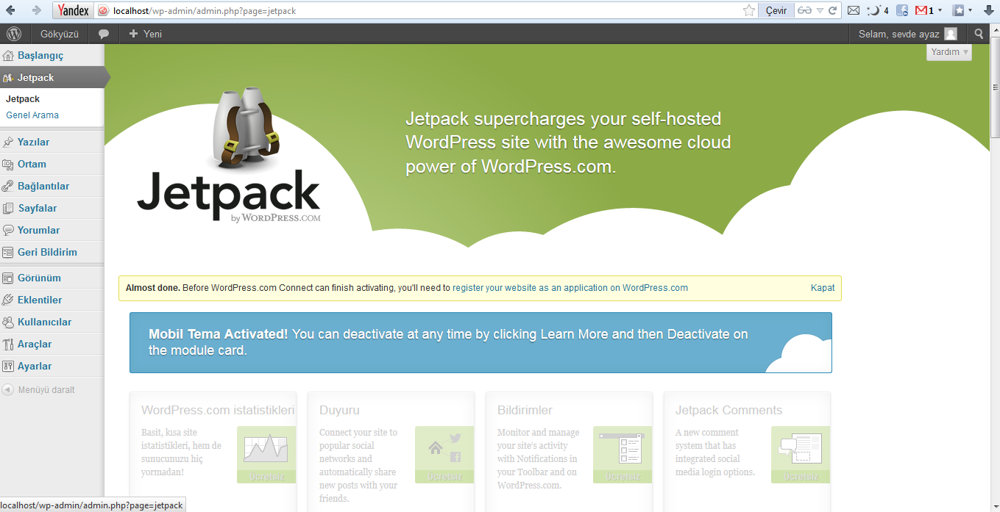 Yandex localhost/wp-admin/admin.php?page=jetpack Çevir 4 1
Gökyüzü Yeni Selam, sevde ayaz
Yardım
Başlangıç
Jetpack
Jetpack
Genel Arama
Yazılar
Ortam
Bağlantılar
Sayfalar
Yorumlar
Geri Bildirim
Görünüm
Eklentiler
Kullanıcılar
Araçlar
Ayarlar
Menüyü daralt
Jetpack
by WORDPRESS.COM
Jetpack supercharges your self-hosted
WordPress site with the awesome cloud
power of WordPress.com.
Almost done. Before WordPress.com Connect can finish activating, you'll need to register your website as an application on WordPress.com Kapat
Mobil Tema Activated! You can deactivate at any time by clicking Learn More and then Deactivate on
the module card.
WordPress.com istatistikleri
Basit, kısa site
istatistikleri, hem de
sunucunuzu hiç
yormadan!
Ücretsiz
Duyuru
Connect your site to
popular social
networks and
automatically share
new posts with your
friends.
Ücretsiz
Bildirimler
Monitor and manage
your site's activity
with Notifications in
your Toolbar and on
WordPress.com.
Ücretsiz
Jetpack Comments
A new comment
system that has
integrated social
media login options.
Ücretsiz
localhost/wp-admin/admin.php?page=jetpack